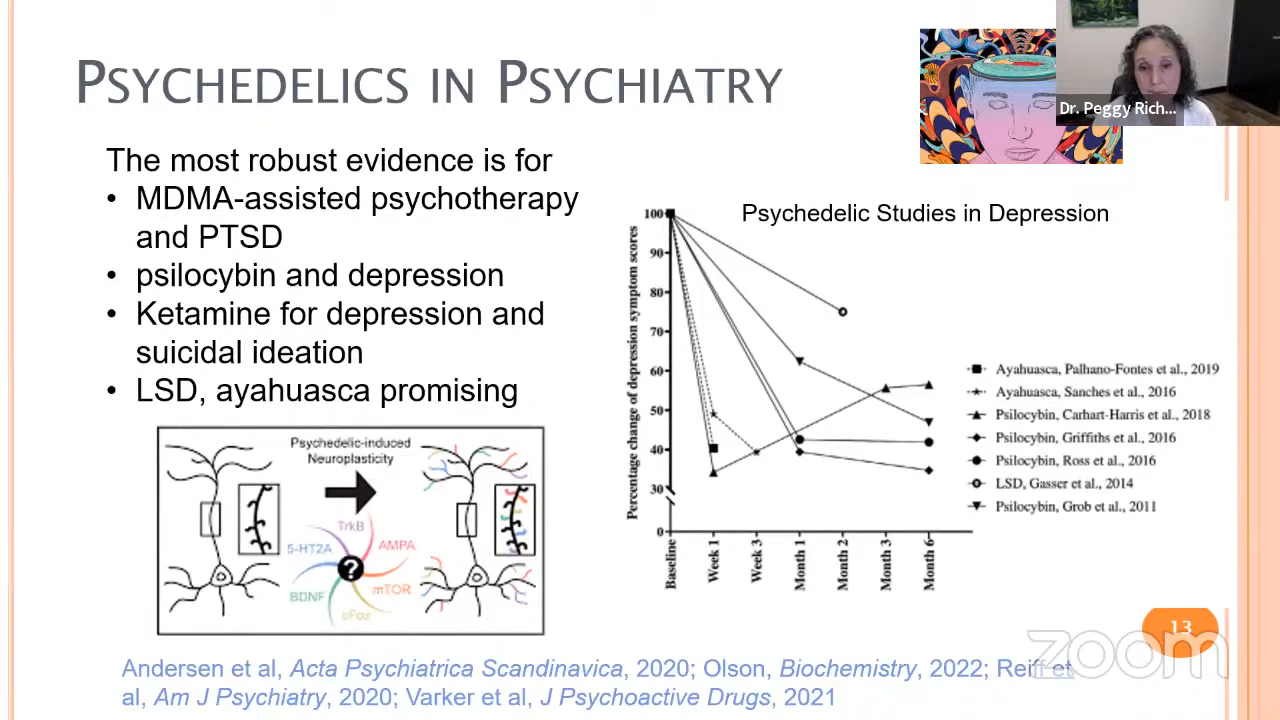 PSYCHEDELICS IN PSYCHIATRY
Dr. Peggy Rich...
The most robust evidence is for
• MDMA-assisted psychotherapy
and PTSD
• psilocybin and depression
• Ketamine for depression and
suicidal ideation
• LSD, ayahuasca promising
Psychedelic-induced
Neuroplasticity
TrkB
5-HT2A
AMPA
?
BDNF
mTOR
cFos
Psychedelic Studies in Depression
Percentage change of depression symptom scores
100
90
80
70
60
50
40
30
0
Baseline
Week 1
Week 3
Month 1
Month 2
Month 3
Month 6
Ayahuasca, Palhano-Fontes et al., 2019
Ayahuasca, Sanches et al., 2016
Psilocybin, Carhart-Harris et al., 2018
Psilocybin, Griffiths et al., 2016
Psilocybin, Ross et al., 2016
LSD, Gasser et al., 2014
Psilocybin, Grob et al., 2011
13
zoom
Andersen et al, Acta Psychiatrica Scandinavica, 2020; Olson, Biochemistry, 2022; Reiff et
al, Am J Psychiatry, 2020; Varker et al, J Psychoactive Drugs, 2021